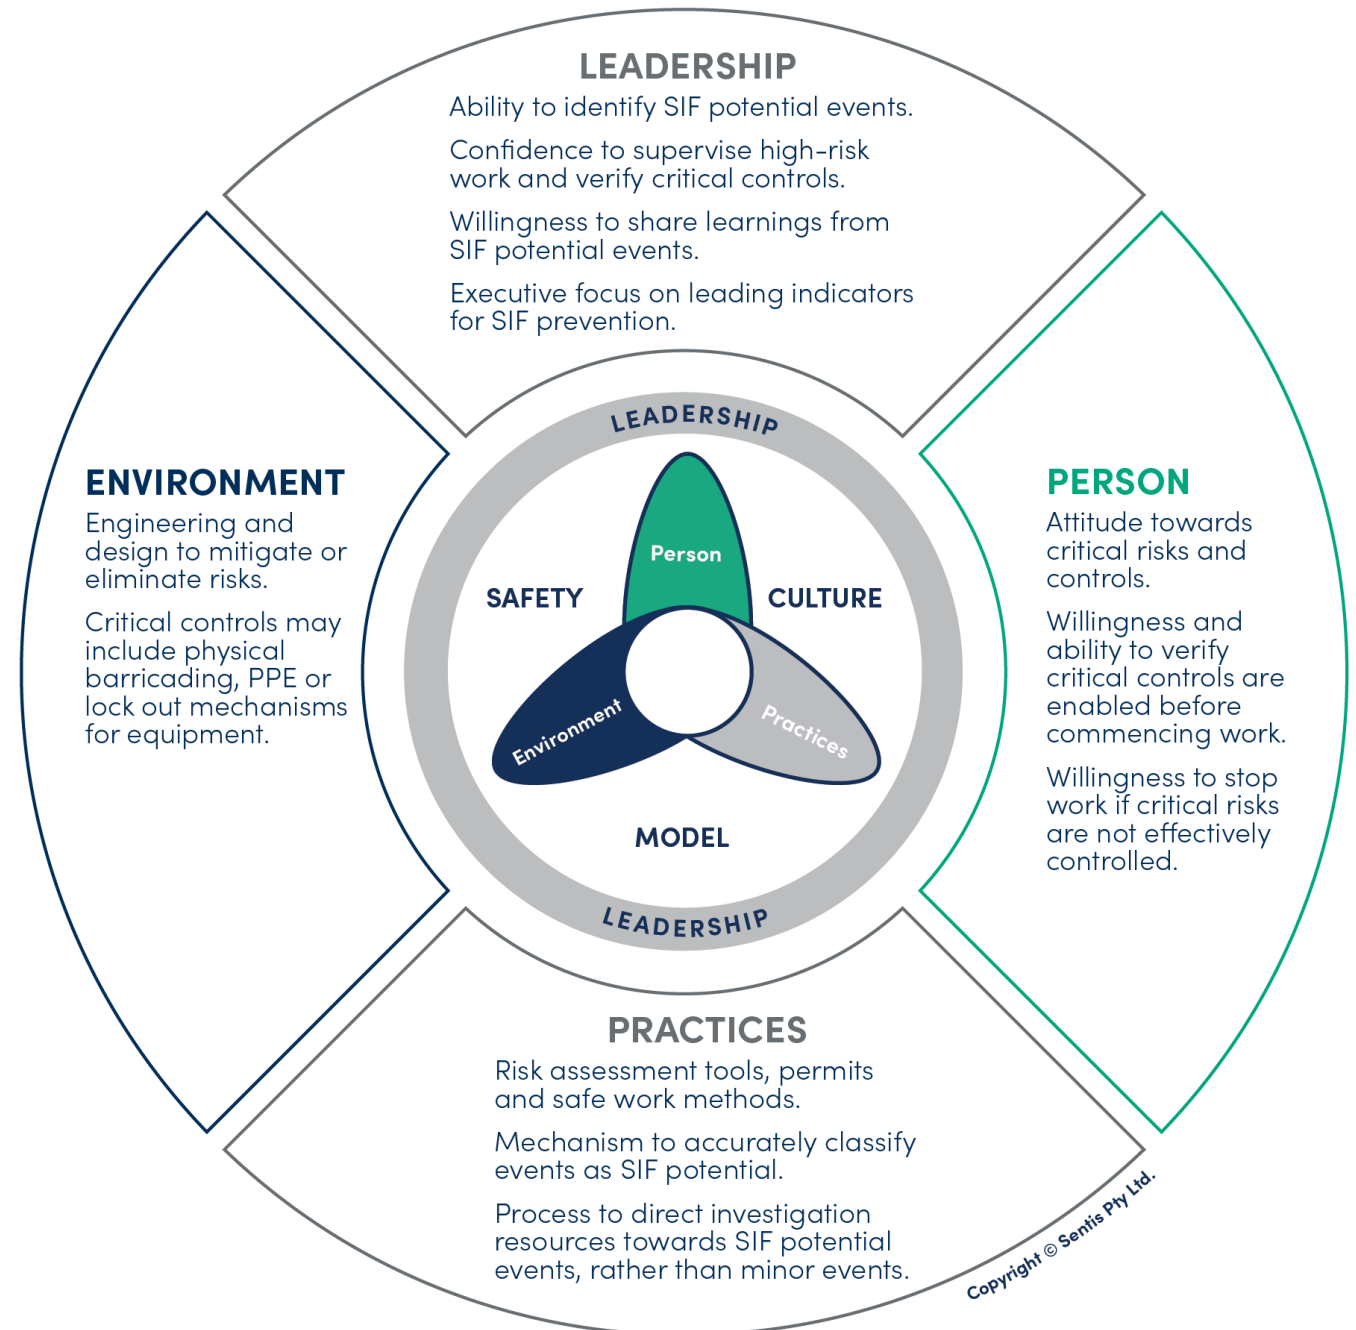 LEADERSHIP
Ability to identify SIF potential events.
Confidence to supervise high-risk
work and verify critical controls.
Willingness to share learnings from
SIF potential events.
Executive focus on leading indicators
for SIF prevention.
ENVIRONMENT
Engineering and
design to mitigate or
eliminate risks.
Critical controls may
include physical
barricading, PPE or
lock out mechanisms
for equipment.
LEADERSHIP
Person
SAFETY
CULTURE
Environment
Practices
MODEL
LEADERSHIP
PERSON
Attitude towards
critical risks and
controls.
Willingness and
ability to verify
critical controls are
enabled before
commencing work.
Willingness to stop
work if critical risks
are not effectively
controlled.
PRACTICES
Risk assessment tools, permits
and safe work methods.
Mechanism to accurately classify
events as SIF potential.
Process to direct investigation
resources towards SIF potential
events, rather than minor events.
Copyright © Sentis Pty Ltd.